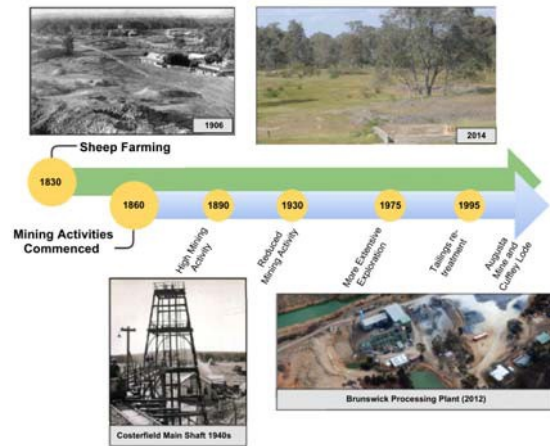 1906
2014
Sheep Farming
1830
1860
1890
1930
1975
1995
Mining Activities
Commenced
High Mining
Activity
Reduced
Mining Activity
More Extensive
Exploration
Tailings re-
treatment
Augusta
Mine and
Cuffley Lode
Costerfield Main Shaft 1940s
Brunswick Processing Plant (2012)